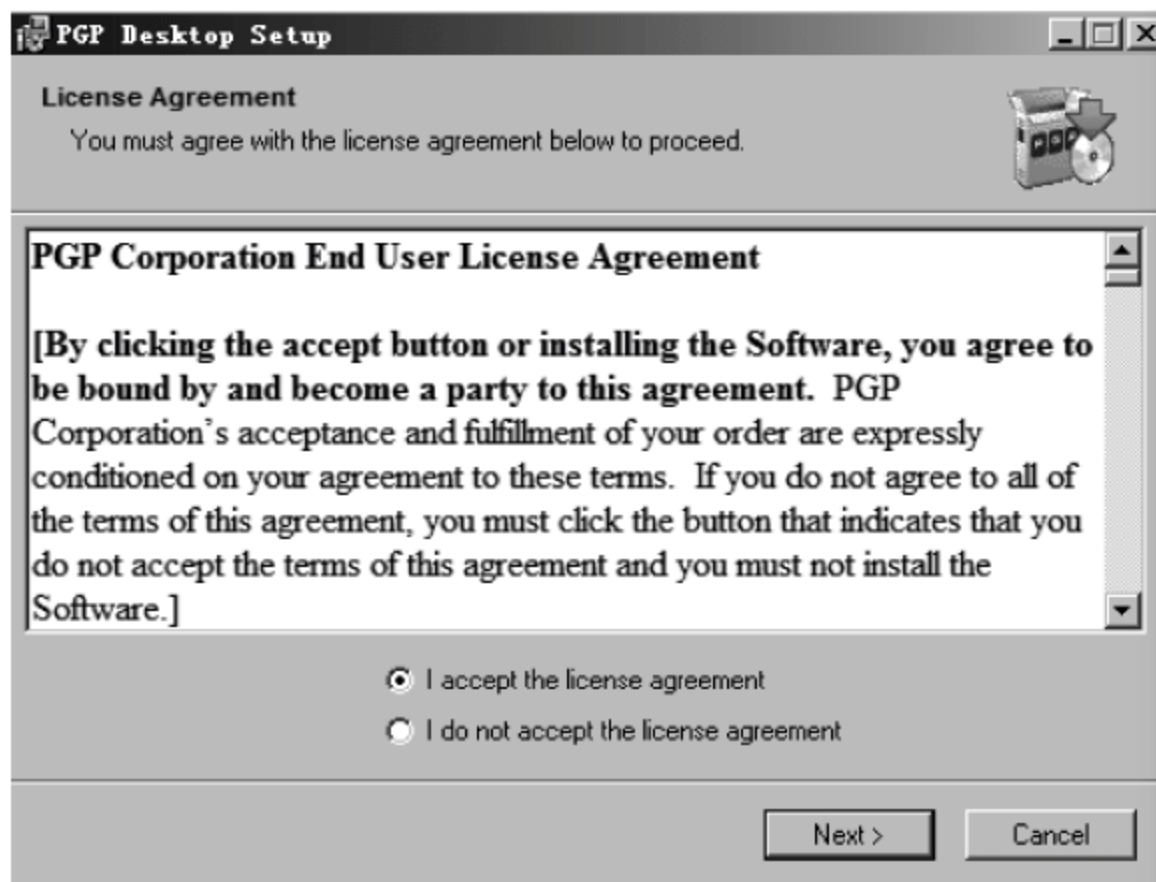 PGP Desktop Setup
License Agreement
You must agree with the license agreement below to proceed.
PGP Corporation End User License Agreement
[By clicking the accept button or installing the Software, you agree to
be bound by and become a party to this agreement.  PGP
Corporation's acceptance and fulfillment of your order are expressly
conditioned on your agreement to these terms.  If you do not agree to all of
the terms of this agreement, you must click the button that indicates that you
do not accept the terms of this agreement and you must not install the
Software.]
I accept the license agreement
I do not accept the license agreement
Next >
Cancel